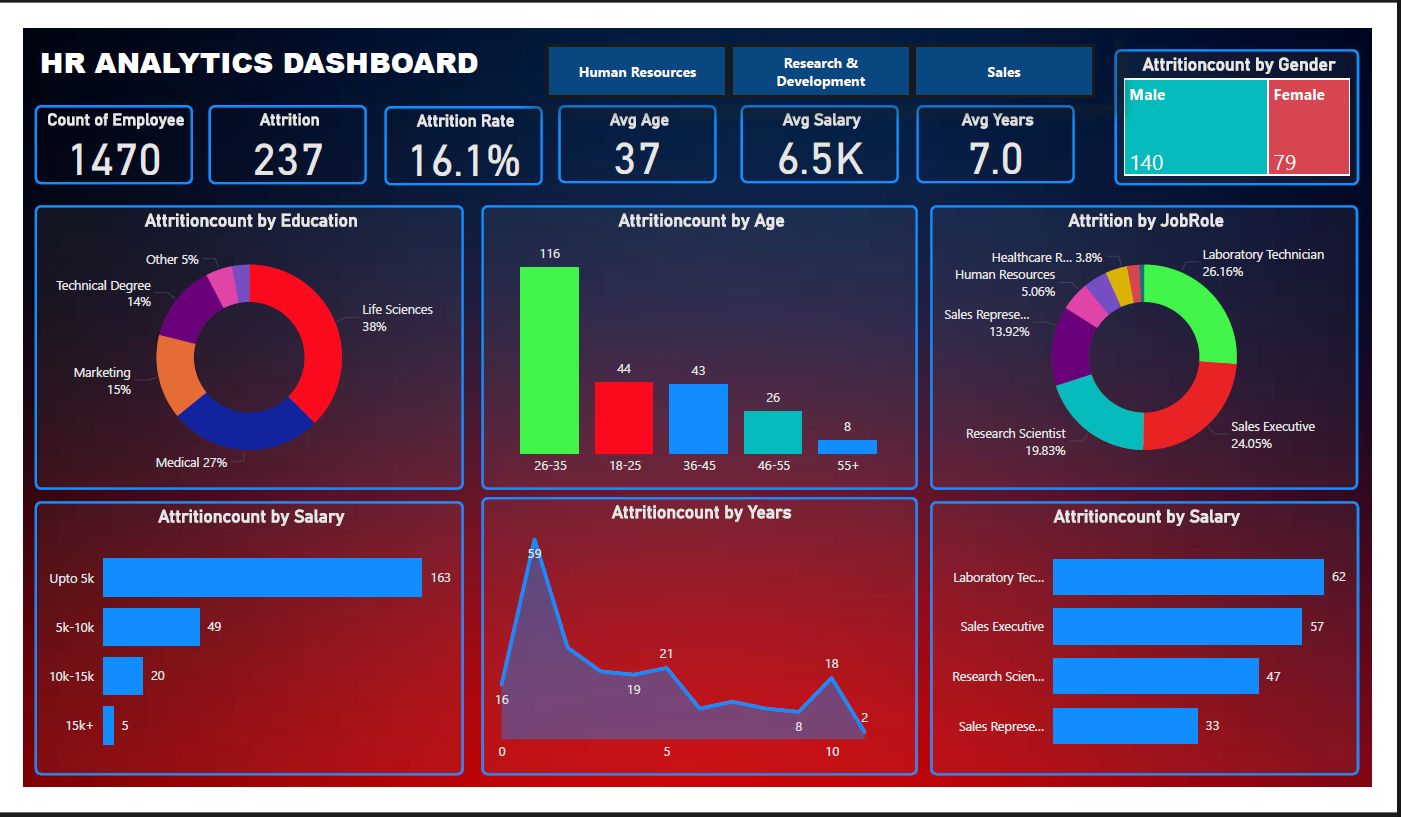 HR ANALYTICS DASHBOARD
Human Resources
Research &
Development
Sales
Attritioncount by Gender
Male
Female
140
79
Count of Employee
1470
Attrition
237
Attrition Rate
16.1%
Avg Age
37
Avg Salary
6.5K
Avg Years
7.0
Attritioncount by Education
Other 5%
Technical Degree
14%
Life Sciences
38%
Marketing
15%
Medical 27%
Attritioncount by Age
116
44
43
26
8
26-35
18-25
36-45
46-55
55+
Attrition by JobRole
Healthcare R... 3.8%
Human Resources
5.06%
Sales Represe...
13.92%
Research Scientist
19.83%
Laboratory Technician
26.16%
Sales Executive
24.05%
Attritioncount by Salary
Upto 5k
163
5k-10k
49
10k-15k
20
15k+
5
Attritioncount by Years
59
16
19
21
8
18
2
0
5
10
Attritioncount by Salary
Laboratory Tec...
62
Sales Executive
57
Research Scien...
47
Sales Represe...
33